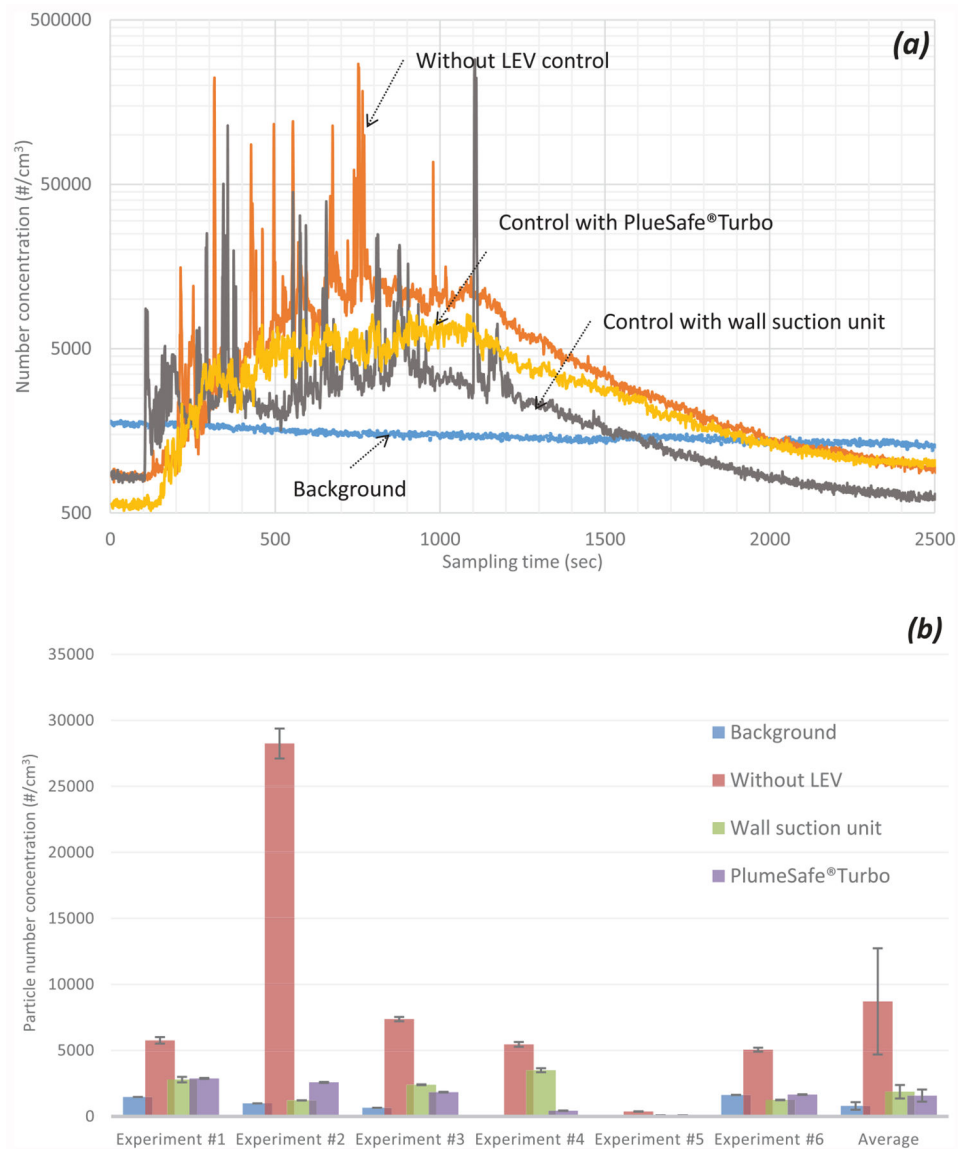 (a)
500000
50000
5000
500
Number concentration (#/cm³)
Without LEV control
Control with PlueSafe®Turbo
Control with wall suction unit
Background
0 500 1000 1500 2000 2500
Sampling time (sec)
(b)
35000
30000
25000
20000
15000
10000
5000
0
Particle number concentration (#/cm³)
Background
Without LEV
Wall suction unit
PlumeSafe®Turbo
Experiment #1 Experiment #2 Experiment #3 Experiment #4 Experiment #5 Experiment #6 Average